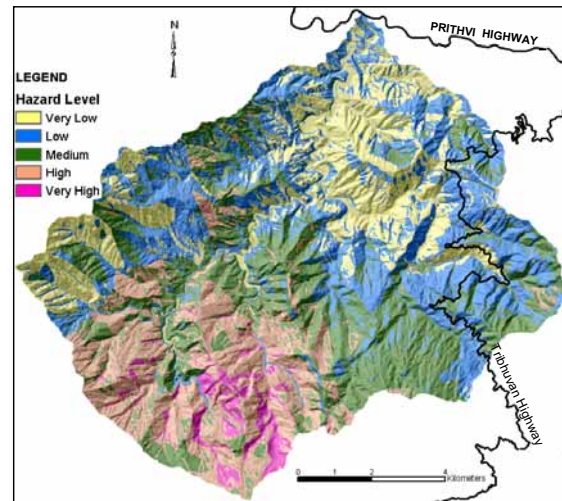 PRITHVI HIGHWAY
N
LEGEND
Hazard Level
Very Low
Low
Medium
High
Very High
Tribhuvan Highway
0 1 2 4
Kilometers